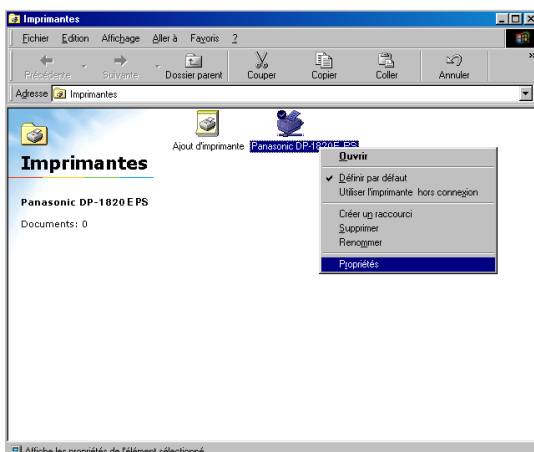 Imprimantes
Fichier Edition Affichage Aller à Favoris ?
Précédente Suivante Dossier parent Couper Copier Coller Annuler »
Adresse Imprimantes
Ajout d'imprimante Panasonic DP-1820E PS
Imprimantes
Panasonic DP-1820E PS
Documents: 0
Ouvrir
Définir par défaut
Utiliser l'imprimante hors connexion
Créer un raccourci
Supprimer
Renommer
Propriétés
Affiche les propriétés de l'élément sélectionné